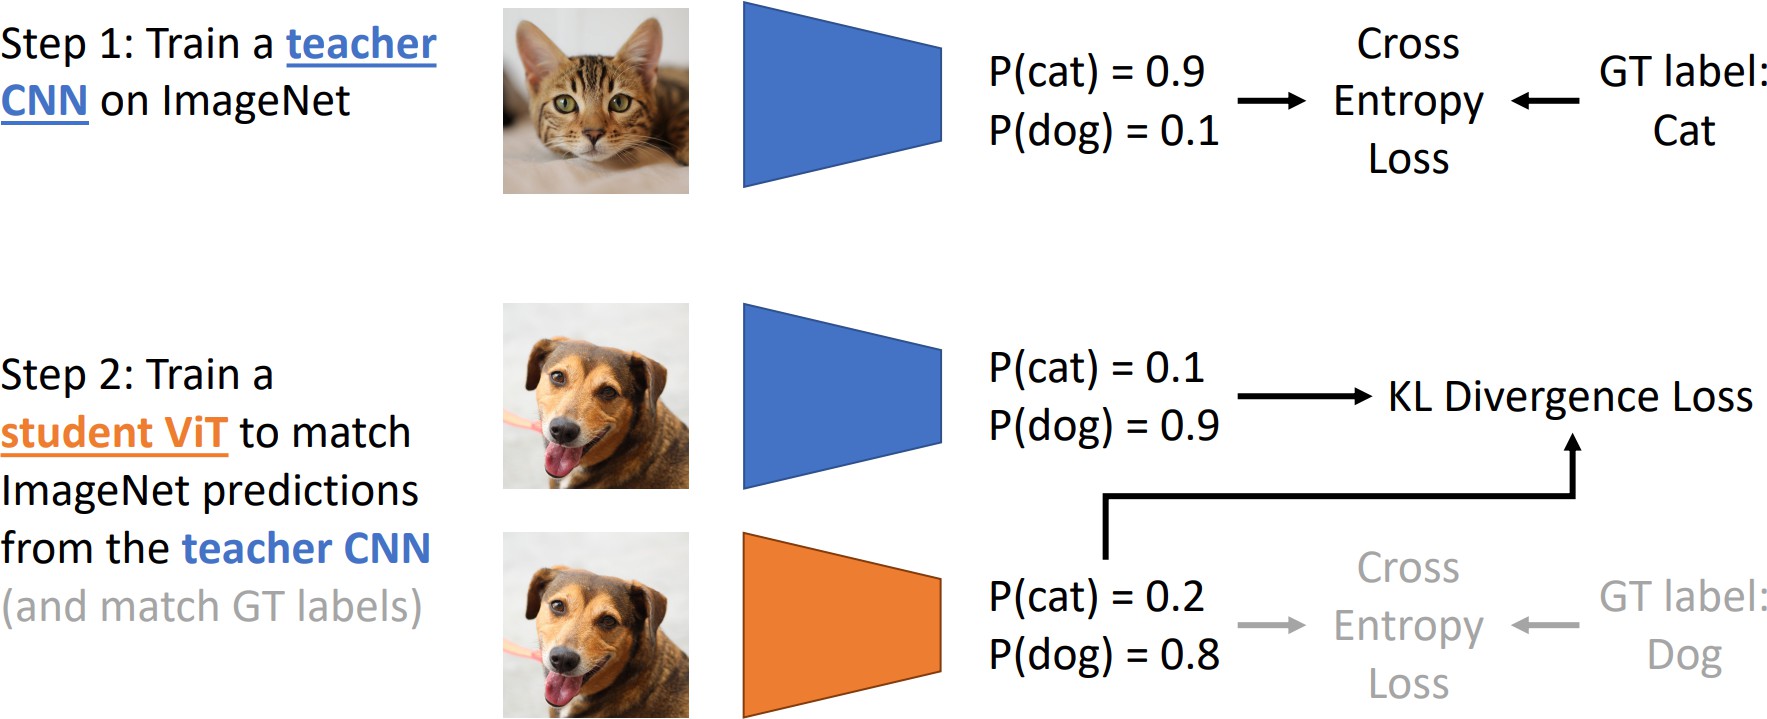 Step 1: Train a teacher
CNN on ImageNet
P(cat) = 0.9
P(dog) = 0.1
Cross
Entropy
Loss
GT label:
Cat
Step 2: Train a
student ViT to match
ImageNet predictions
from the teacher CNN
(and match GT labels)
P(cat) = 0.1
P(dog) = 0.9
KL Divergence Loss
P(cat) = 0.2
P(dog) = 0.8
Cross
Entropy
Loss
GT label:
Dog